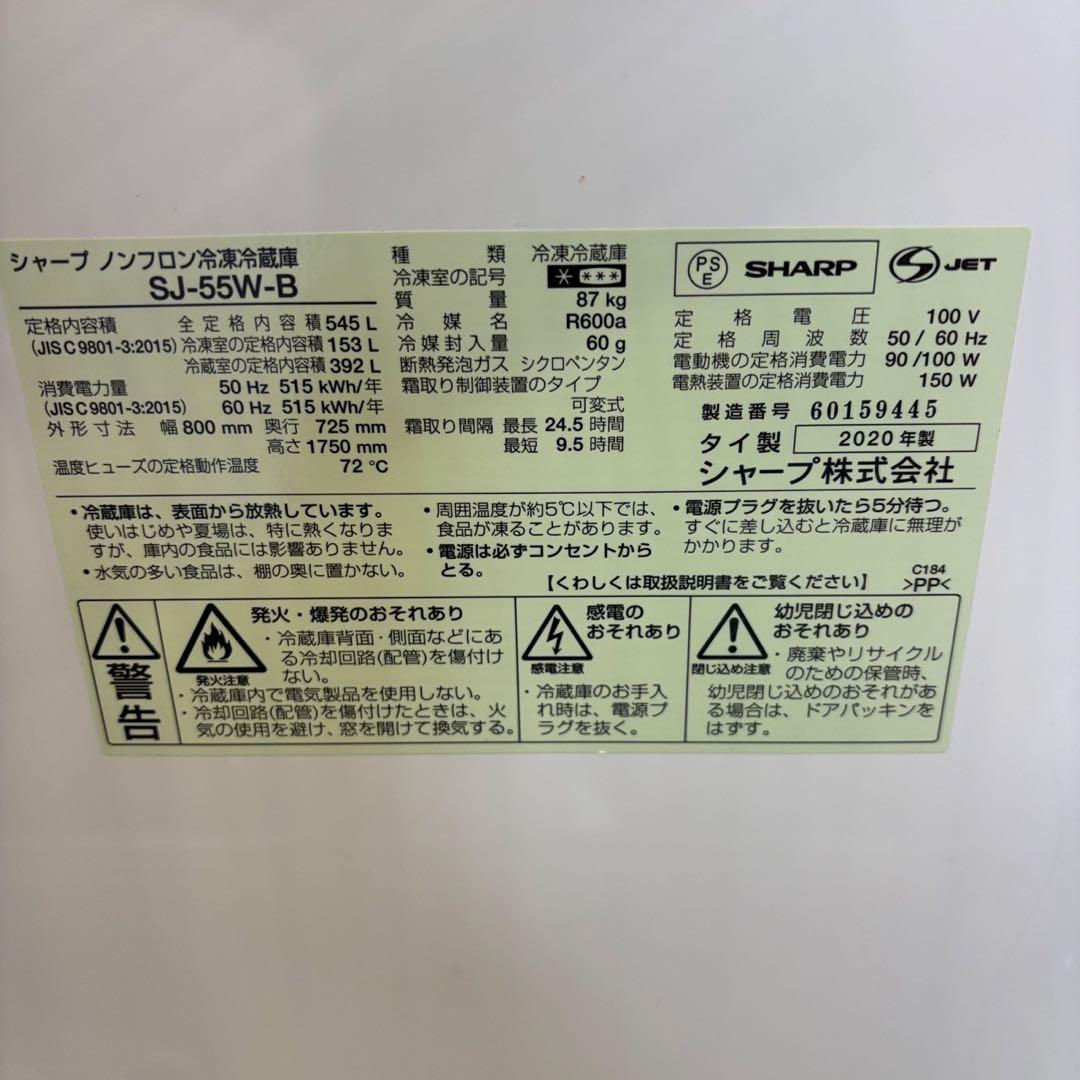 シャープ ノンフロン冷凍冷蔵庫
SJ-55W-B
定格内容積 全定格内容積 545 L
(JIS C 9801-3:2015) 冷凍室の定格内容積 153 L
冷蔵室の定格内容積 392 L
消費電力量 50 Hz 515 kWh/年
(JIS C 9801-3:2015) 60 Hz 515 kWh/年
外形寸法 幅 800 mm 奥行 725 mm
高さ 1750 mm
温度ヒューズの定格動作温度 72 ℃
種類 冷凍冷蔵庫
冷凍室の記号 * ***
質量 87 kg
冷媒名 R600a
冷媒封入量 60 g
断熱発泡ガス シクロペンタン
霜取り制御装置のタイプ
可変式
霜取り間隔 最長 24.5 時間
最短 9.5 時間
PSE SHARP S JET
定格電圧 100 V
定格周波数 50/60 Hz
電動機の定格消費電力 90/100 W
電熱装置の定格消費電力 150 W
製造番号 60159445
タイ製 2020年製
シャープ株式会社
・冷蔵庫は、表面から放熱しています。
使いはじめや夏場は、特に熱くなりま
すが、庫内の食品には影響ありません。
・水気の多い食品は、棚の奥に置かない。
・周囲温度が約5℃以下では、
食品が凍ることがあります。
・電源は必ずコンセントから
とる。
・電源プラグを抜いたら5分待つ。
すぐに差し込むと冷蔵庫に無理が
かかります。
【くわしくは取扱説明書をご覧ください】
C184
>PP<
警告
発火・爆発のおそれあり
発火注意
・冷蔵庫背面・側面などにあ
る冷却回路(配管)を傷付け
ない。
・冷蔵庫内で電気製品を使用しない。
・冷却回路(配管)を傷付けたときは、火
気の使用を避け、窓を開けて換気する。
感電の
おそれあり
感電注意
・冷蔵庫のお手入
れ時は、電源プ
ラグを抜く。
幼児閉じ込めの
おそれあり
閉じ込め注意
・廃棄やリサイクル
のための保管時、
幼児閉じ込めのおそれがあ
る場合は、ドアパッキンを
はずす。